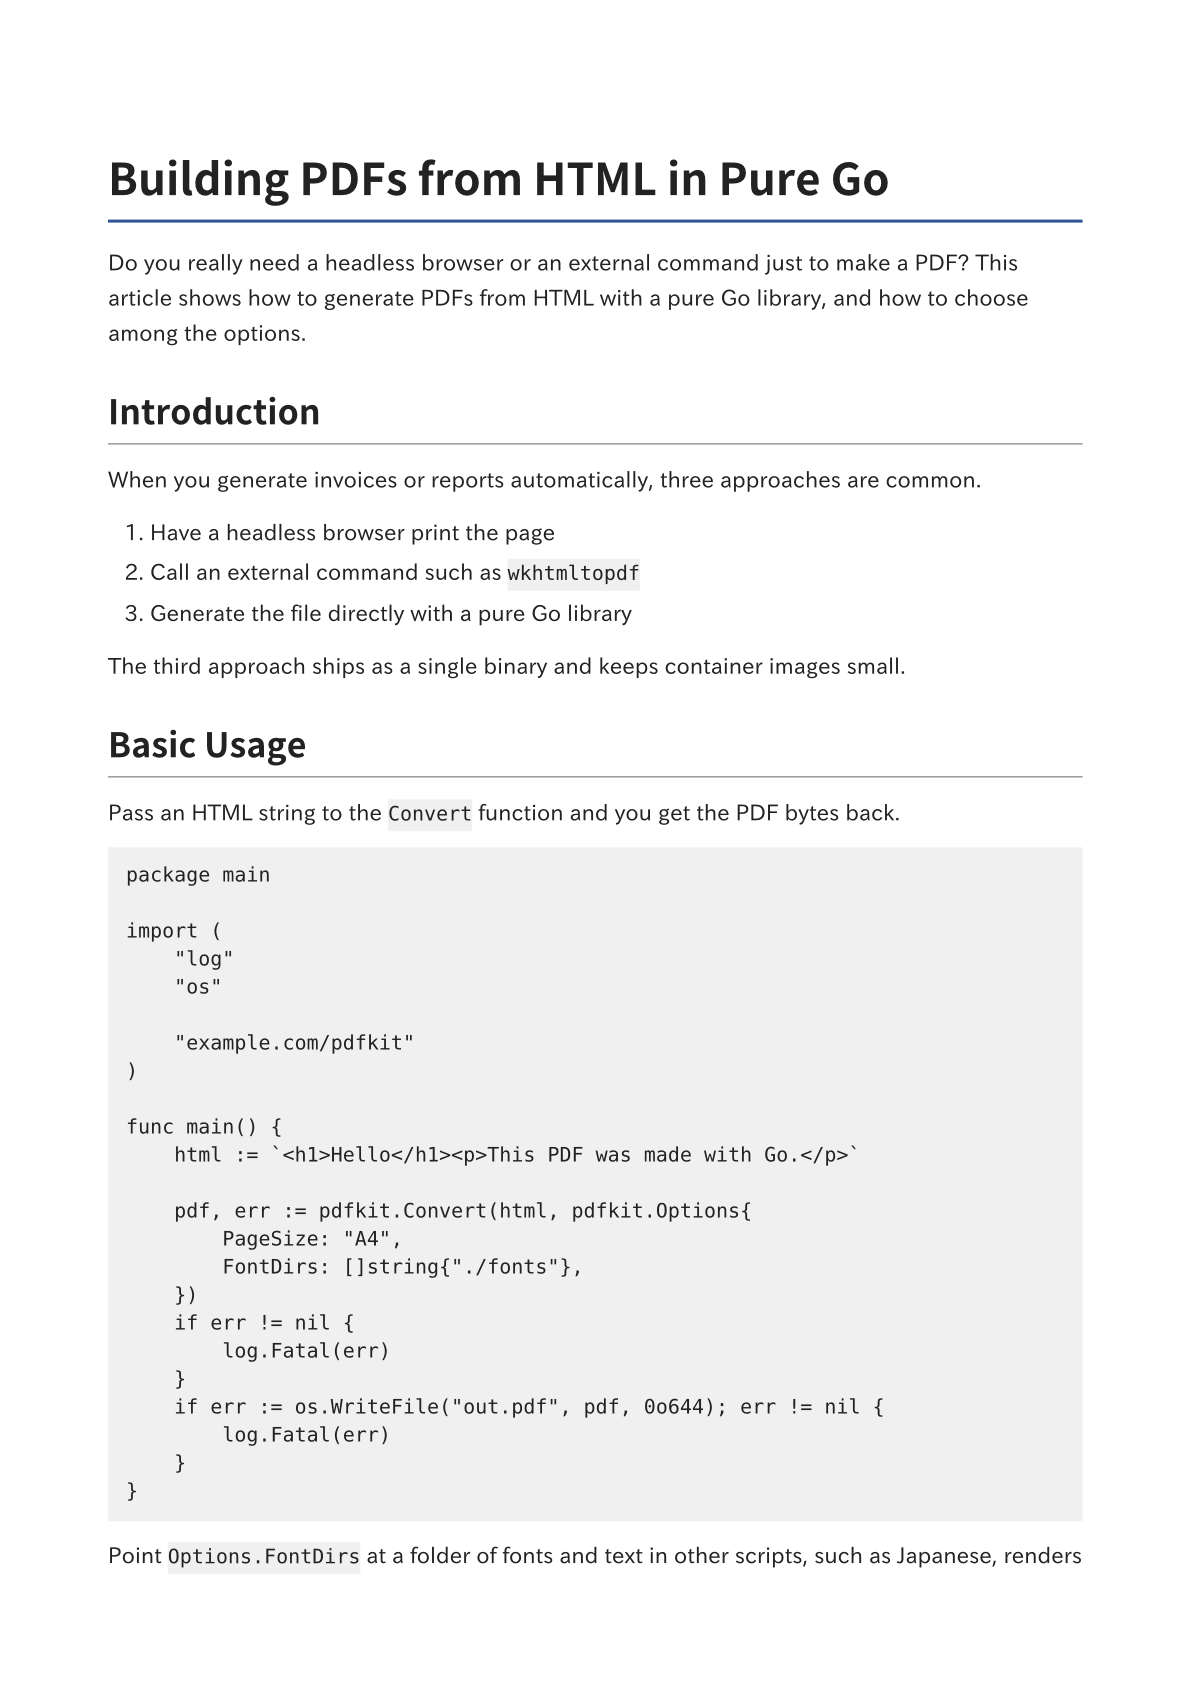 Building PDFs from HTML in Pure Go
Do you really need a headless browser or an external command just to make a PDF? This
article shows how to generate PDFs from HTML with a pure Go library, and how to choose
among the options.
Introduction
When you generate invoices or reports automatically, three approaches are common.
1. Have a headless browser print the page
2. Call an external command such as wkhtmltopdf
3. Generate the file directly with a pure Go library
The third approach ships as a single binary and keeps container images small.
Basic Usage
Pass an HTML string to the Convert function and you get the PDF bytes back.
package main

import (
    "log"
    "os"

    "example.com/pdfkit"
)

func main() {
    html := `<h1>Hello</h1><p>This PDF was made with Go.</p>`

    pdf, err := pdfkit.Convert(html, pdfkit.Options{
        PageSize: "A4",
        FontDirs: []string{"./fonts"},
    })
    if err != nil {
        log.Fatal(err)
    }
    if err := os.WriteFile("out.pdf", pdf, 0o644); err != nil {
        log.Fatal(err)
    }
}
Point Options.FontDirs at a folder of fonts and text in other scripts, such as Japanese, renders